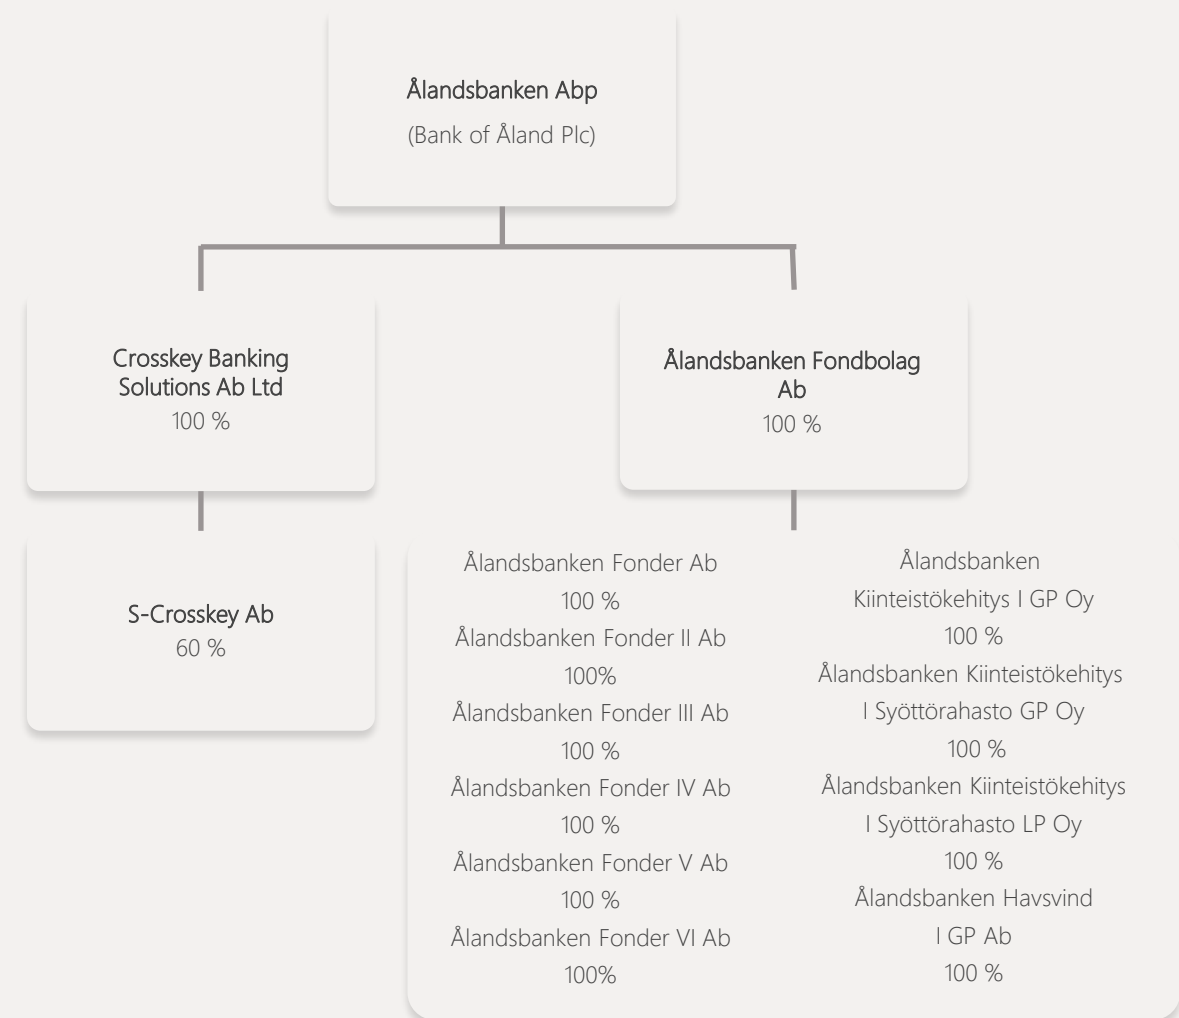 Ålandsbanken Abp
(Bank of Åland Plc)
Crosskey Banking
Solutions Ab Ltd
100 %
Ålandsbanken Fondbolag
Ab
100 %
S-Crosskey Ab
60 %
Ålandsbanken Fonder Ab
100 %
Ålandsbanken Fonder II Ab
100%
Ålandsbanken Fonder III Ab
100 %
Ålandsbanken Fonder IV Ab
100 %
Ålandsbanken Fonder V Ab
100 %
Ålandsbanken Fonder VI Ab
100%
Ålandsbanken
Kiinteistökehitys I GP Oy
100 %
Ålandsbanken Kiinteistökehitys
I Syöttörahasto GP Oy
100 %
Ålandsbanken Kiinteistökehitys
I Syöttörahasto LP Oy
100 %
Ålandsbanken Havsvind
I GP Ab
100 %